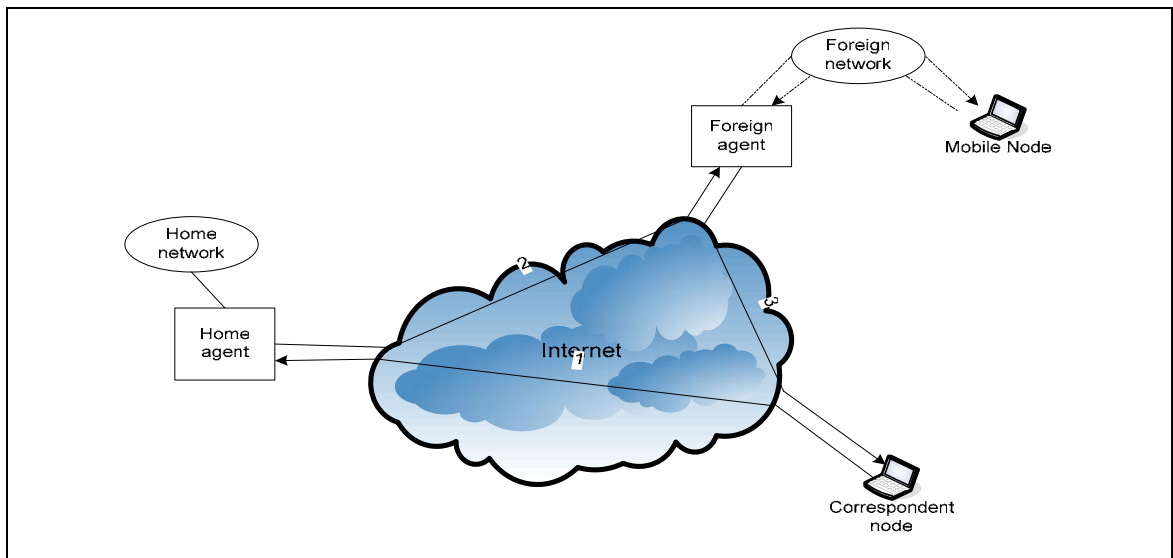 Foreign
network
Foreign
agent
Mobile Node
Home
network
2
3
Home
agent
Internet
1
Correspondent
node